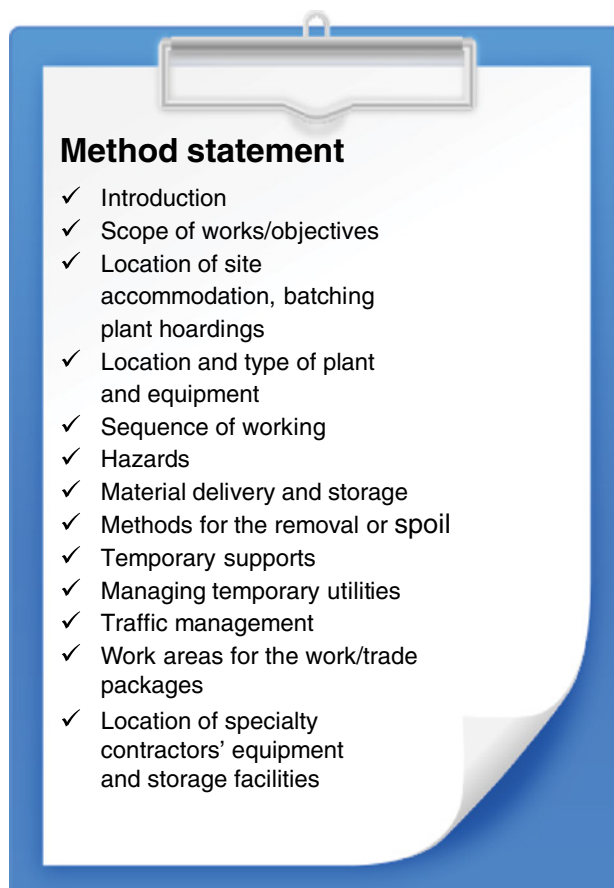 Method statement
✓ Introduction
✓ Scope of works/objectives
✓ Location of site
accommodation, batching
plant hoardings
✓ Location and type of plant
and equipment
✓ Sequence of working
✓ Hazards
✓ Material delivery and storage
✓ Methods for the removal or spoil
✓ Temporary supports
✓ Managing temporary utilities
✓ Traffic management
✓ Work areas for the work/trade
packages
✓ Location of specialty
contractors’ equipment
and storage facilities